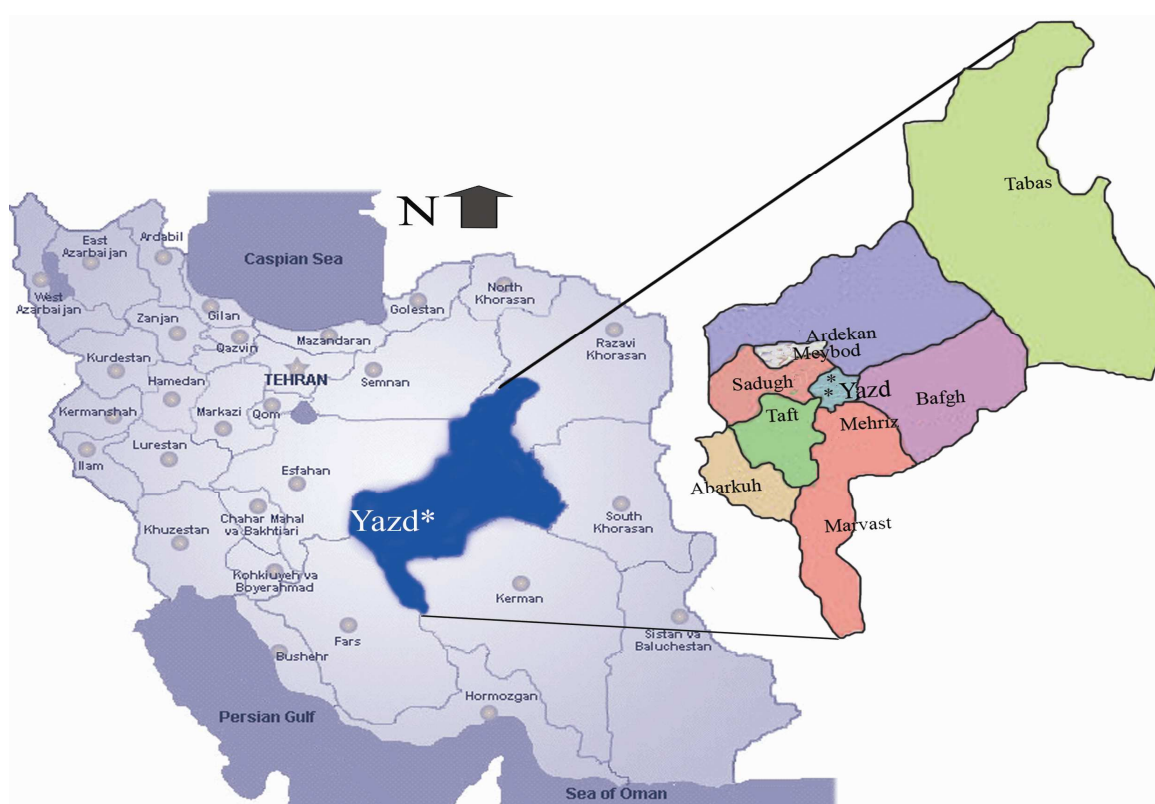 N
Caspian Sea
East
Azarbaijan
Ardabil
West
Azarbaijan
Zanjan
Gilan
Qazvin
Mazandaran
Golestan
North
Khorasan
Razavi
Khorasan
Kurdestan
Hamedan
TEHRAN
Semnan
Kermanshah
Markazi
Qom
Ilam
Lurestan
Esfahan
Khuzestan
Chahar Mahal
va Bakhtiari
Yazd*
South
Khorasan
Kohkiuyeh va
Boyerahmad
Kerman
Fars
Sistan va
Baluchestan
Bushehr
Hormozgan
Persian Gulf
Sea of Oman
Tabas
Ardekan
Meybod
Sadugh
* * Yazd
Bafgh
Taft
Mehriz
Abarkuh
Marvast